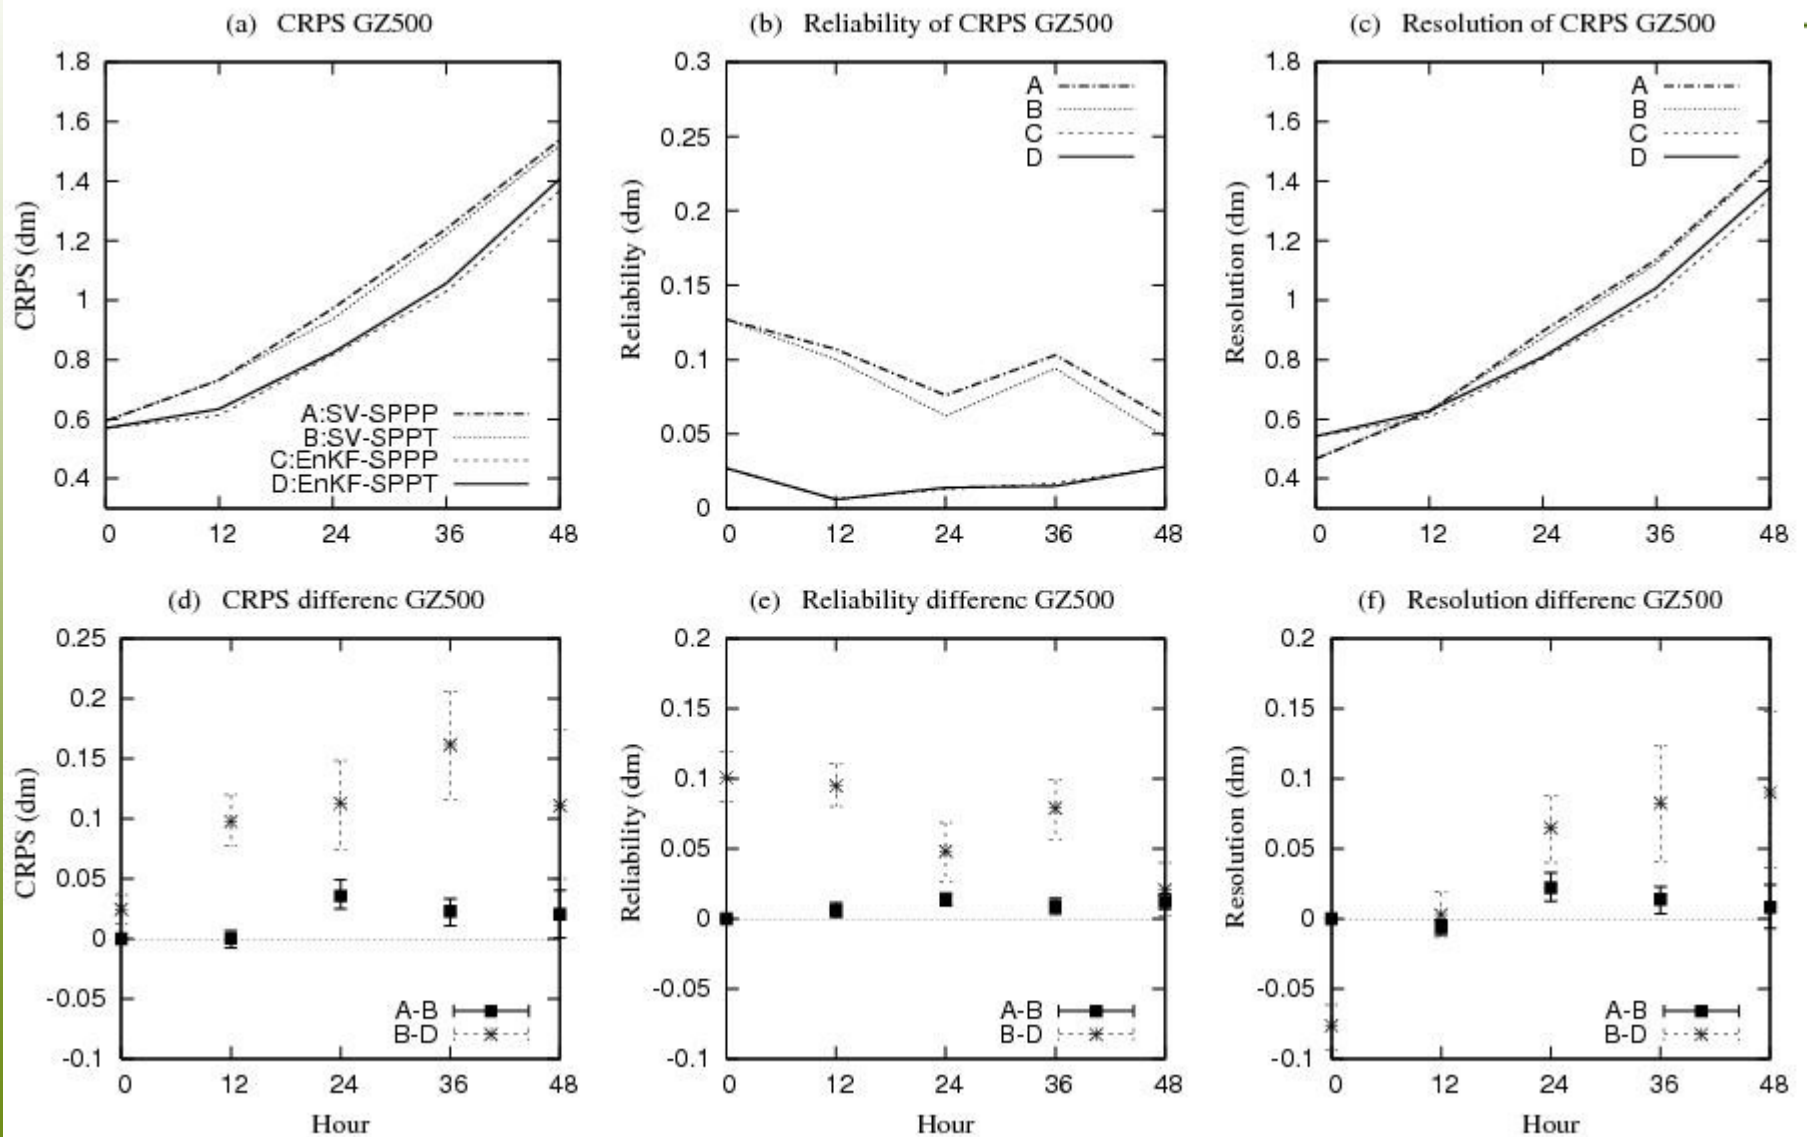 (a) CRPS GZ500
1.8
1.6
1.4
1.2
1
0.8
0.6
0.4
CRPS (dm)
A:SV-SPPP
B:SV-SPPT
C:EnKF-SPPP
D:EnKF-SPPT
0 12 24 36 48
(b) Reliability of CRPS GZ500
0.3
0.25
0.2
0.15
0.1
0.05
0
Reliability (dm)
A
B
C
D
0 12 24 36 48
(c) Resolution of CRPS GZ500
1.8
1.6
1.4
1.2
1
0.8
0.6
0.4
Resolution (dm)
A
B
C
D
0 12 24 36 48
(d) CRPS differenc GZ500
0.25
0.2
0.15
0.1
0.05
0
-0.05
-0.1
CRPS (dm)
A-B
B-D
0 12 24 36 48
Hour
(e) Reliability differenc GZ500
0.2
0.15
0.1
0.05
0
-0.05
-0.1
Reliability (dm)
A-B
B-D
0 12 24 36 48
Hour
(f) Resolution differenc GZ500
0.2
0.15
0.1
0.05
0
-0.05
-0.1
Resolution (dm)
A-B
B-D
0 12 24 36 48
Hour